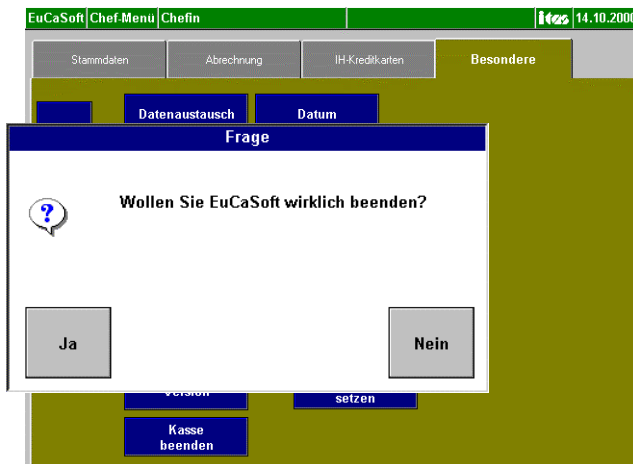 EuCaSoft Chef-Menü Chefin itas 14.10.2000
Stammdaten Abrechnung IH-Kreditkarten Besondere
Datenaustausch Datum
Frage
Wollen Sie EuCaSoft wirklich beenden?
Ja Nein
Version setzen
Kasse
beenden